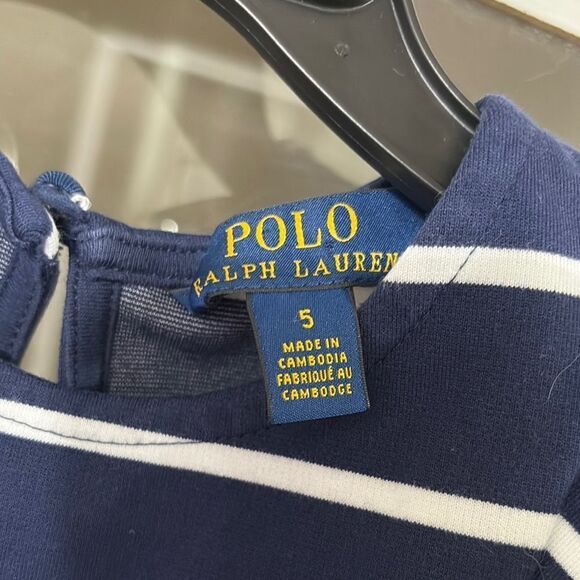 POLO
RALPH LAUREN
5
MADE IN
CAMBODIA
FABRIQUÉ AU
CAMBODGE